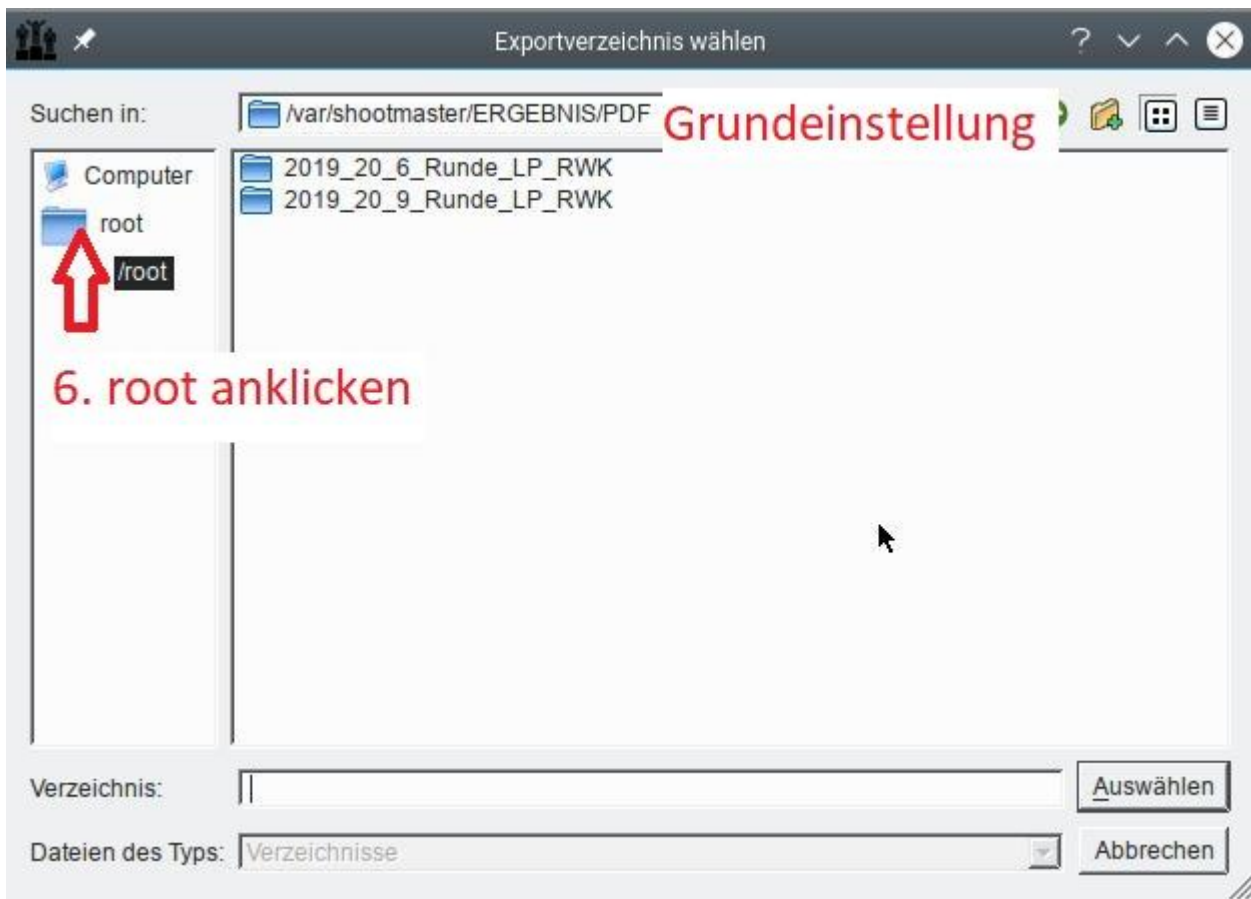 Exportverzeichnis wählen
Suchen in:
/var/shootmaster/ERGEBNIS/PDF
Grundeinstellung
Computer
root
/root
2019_20_6_Runde_LP_RWK
2019_20_9_Runde_LP_RWK
6. root anklicken
Verzeichnis:
Auswählen
Dateien des Typs:
Verzeichnisse
Abbrechen